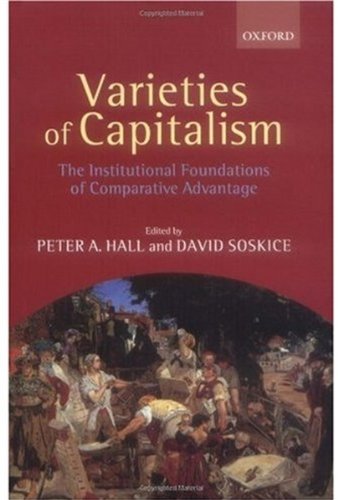 OXFORD
Varieties
of Capitalism
The Institutional Foundations
of Comparative Advantage
Edited by
PETER A. HALL and DAVID SOSKICE